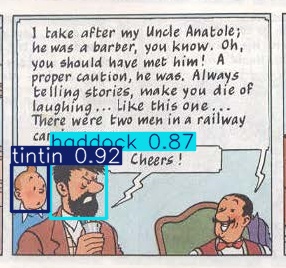 I take after my Uncle Anatole;
he was a barber, you know. Oh,
you should have met him! A
proper caution, he was. Always
telling stories, make you die of
laughing... Like this one...
There were two men in a railway
haddock 0.87
tintin 0.92
Cheers!